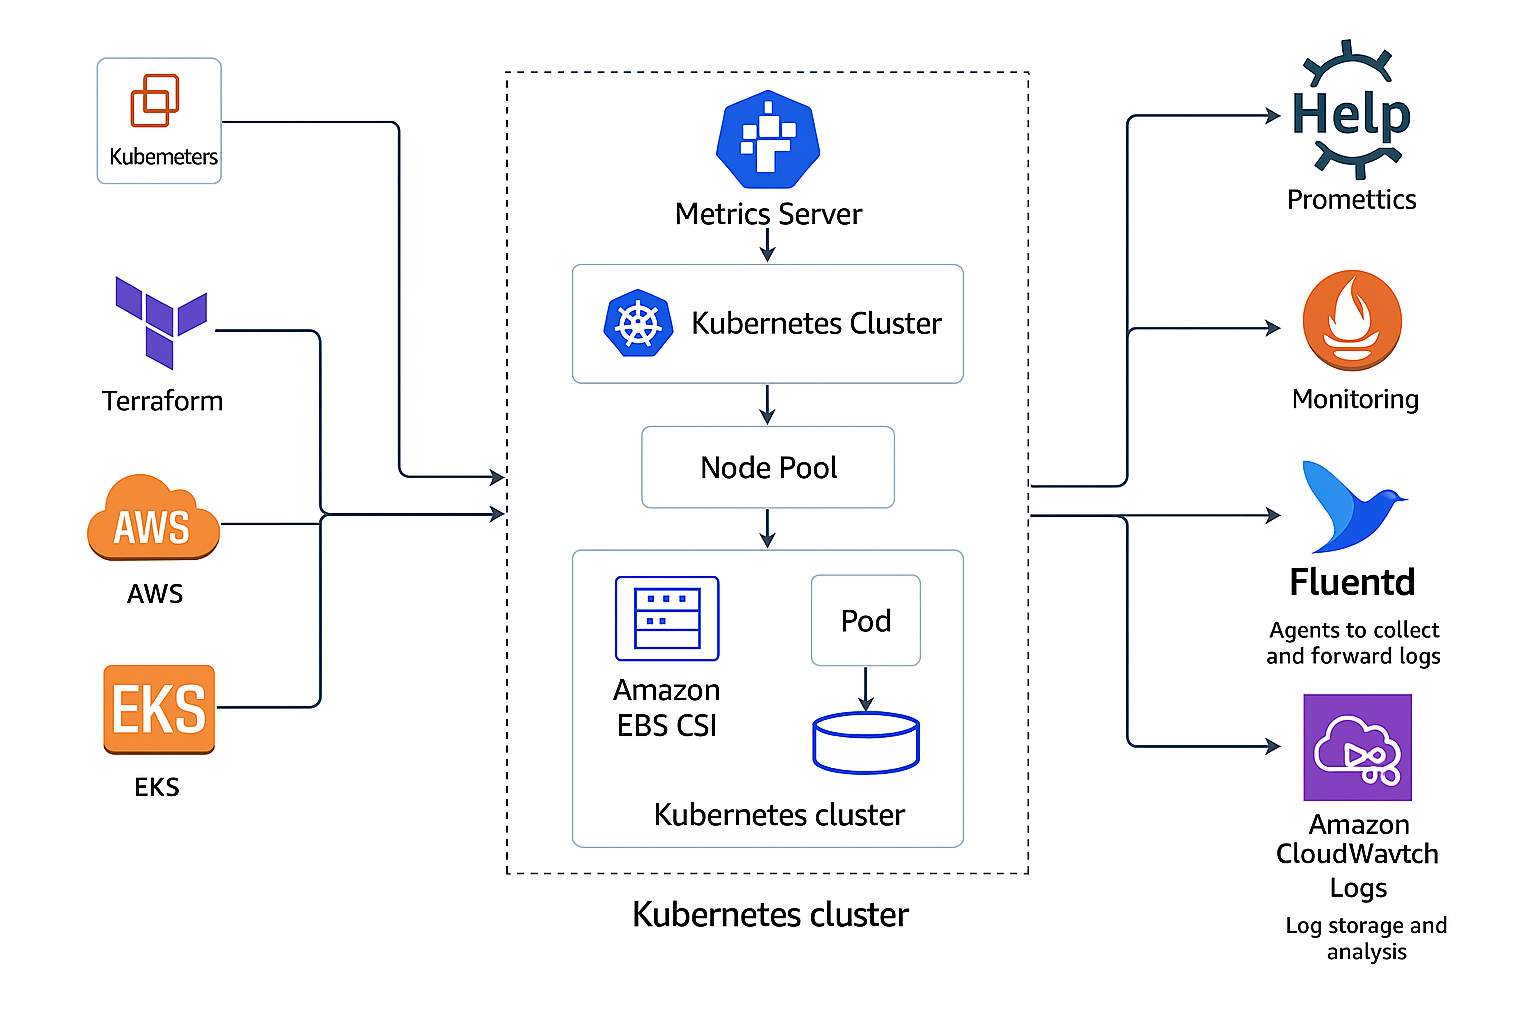 Kubemeters
Terraform
AWS
AWS
EKS
EKS
Metrics Server
Kubernetes Cluster
Node Pool
Amazon
EBS CSI
Pod
Kubernetes cluster
Kubernetes cluster
Help
Promettics
Monitoring
Fluentd
Agents to collect
and forward logs
Amazon
CloudWavtch
Logs
Log storage and
analysis